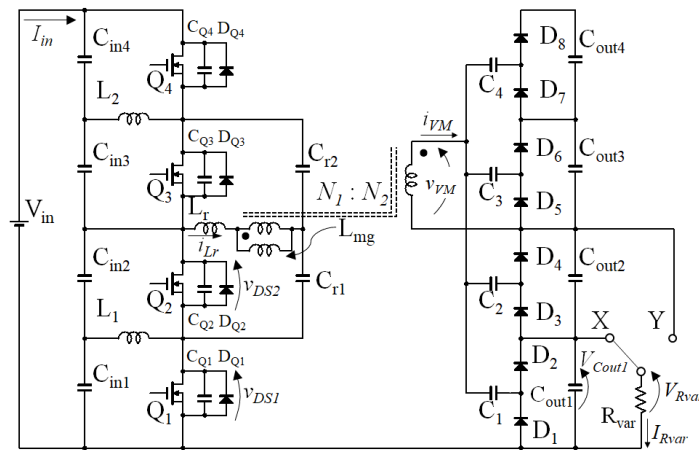 I_in
C_in4
C_Q4 D_Q4
Q_4
L_2
C_in3
C_Q3 D_Q3
Q_3
L_r
C_r2
V_in
i_Lr
N_1 : N_2
L_mg
C_in2
Q_2
v_DS2
C_r1
L_1
C_Q2 D_Q2
C_Q1 D_Q1
C_in1
Q_1
v_DS1
i_VM
v_VM
D_8
C_out4
C_4
D_7
D_6
C_out3
C_3
D_5
D_4
C_out2
C_2
D_3
X
Y
D_2
V_Cout1
C_out1
C_1
D_1
R_var
V_Rvar
I_Rvar